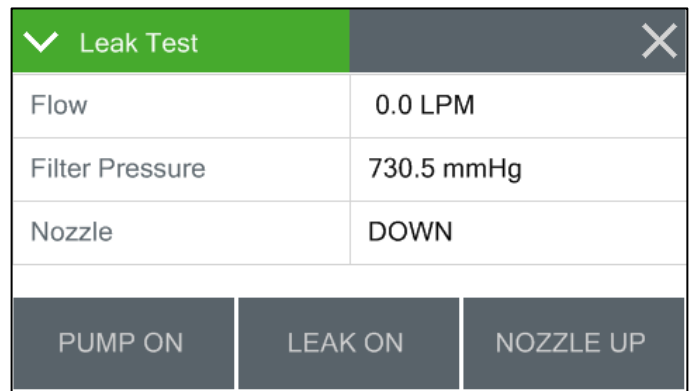 Leak Test
Flow 0.0 LPM
Filter Pressure 730.5 mmHg
Nozzle DOWN
PUMP ON LEAK ON NOZZLE UP